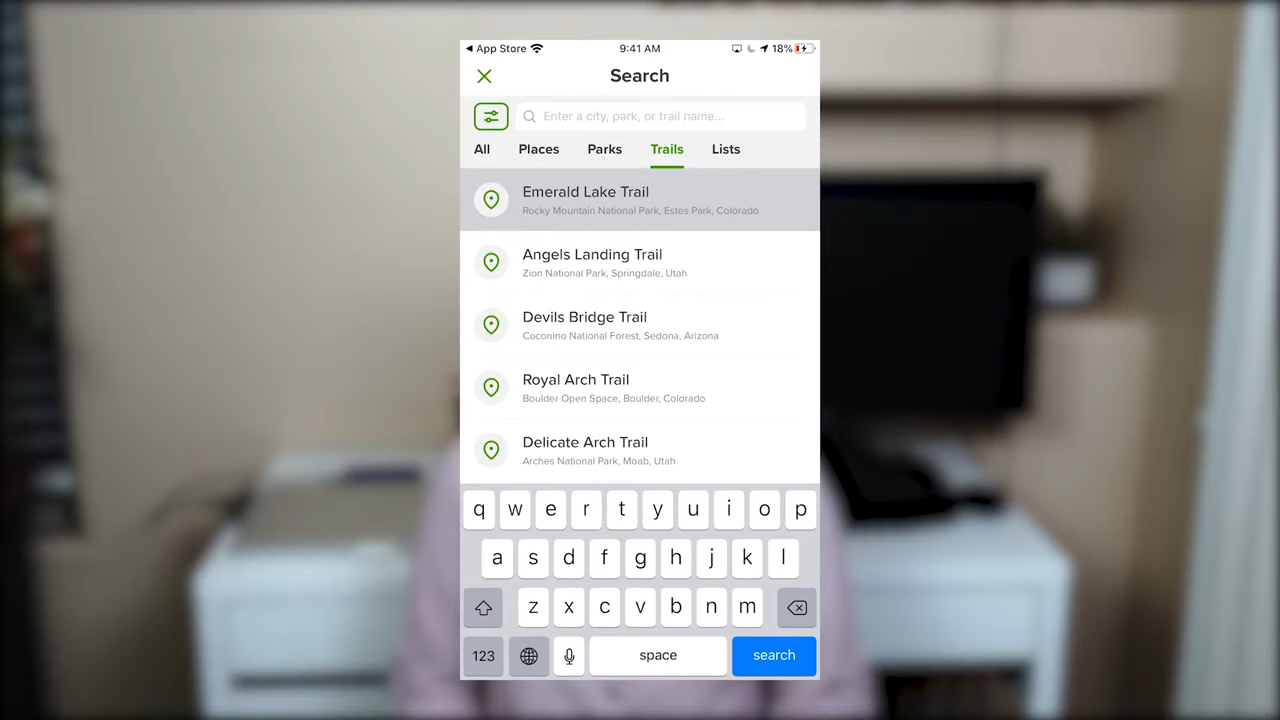 App Store
9:41 AM
18%
Search
Enter a city, park, or trail name...
All Places Parks Trails Lists
Emerald Lake Trail
Rocky Mountain National Park, Estes Park, Colorado
Angels Landing Trail
Zion National Park, Springdale, Utah
Devils Bridge Trail
Coconino National Forest, Sedona, Arizona
Royal Arch Trail
Boulder Open Space, Boulder, Colorado
Delicate Arch Trail
Arches National Park, Moab, Utah
q w e r t y u i o p
a s d f g h j k l
z x c v b n m
123 space search